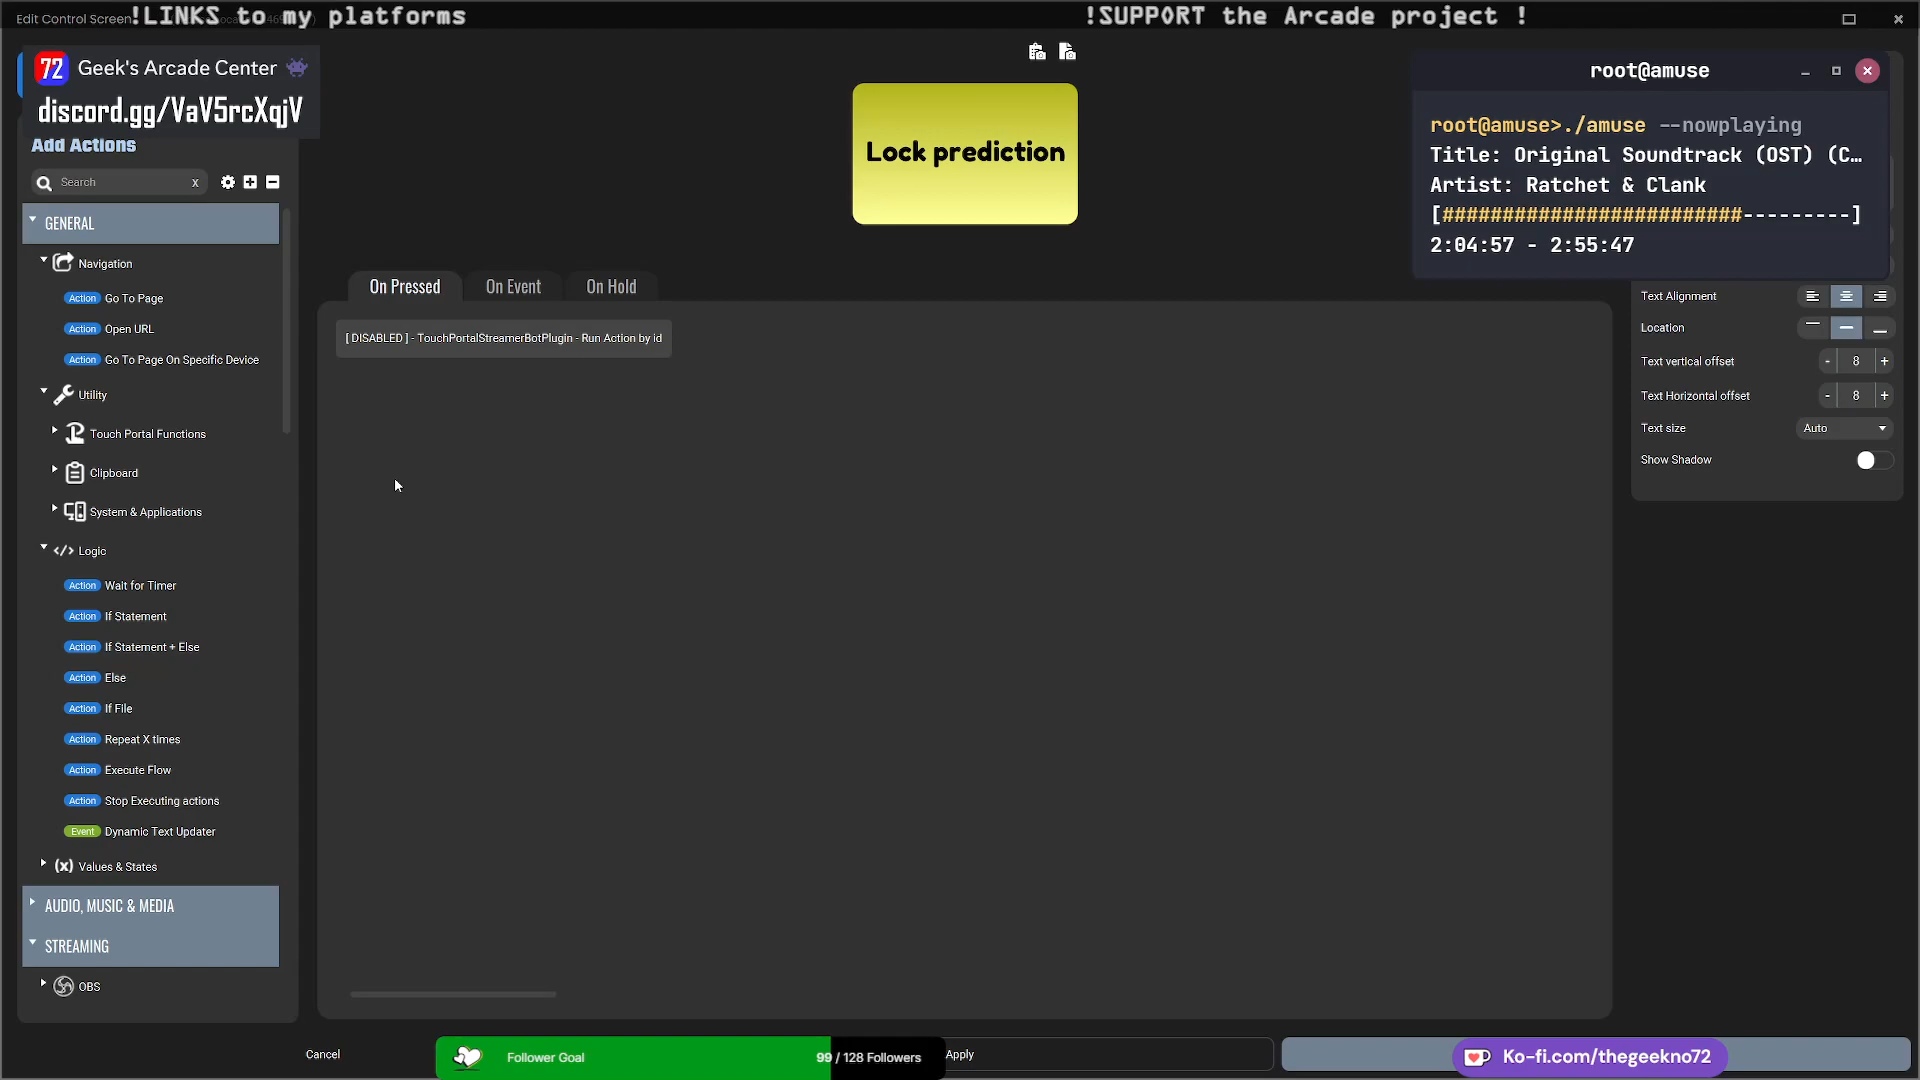 Edit Control Screen
!LINKS to my platforms
!SUPPORT the Arcade project !
72 Geek's Arcade Center
discord.gg/VaV5rcXqjV
Add Actions
Search x
GENERAL
Navigation
Action Go To Page
Action Open URL
Action Go To Page On Specific Device
Utility
Touch Portal Functions
Clipboard
System & Applications
Logic
Action Wait for Timer
Action If Statement
Action If Statement + Else
Action Else
Action If File
Action Repeat X times
Action Execute Flow
Action Stop Executing actions
Event Dynamic Text Updater
Values & States
AUDIO, MUSIC & MEDIA
STREAMING
OBS
Lock prediction
On Pressed On Event On Hold
[ DISABLED ] - TouchPortalStreamerBotPlugin - Run Action by id
root@amuse
root@amuse>./amuse --nowplaying
Title: Original Soundtrack (OST) (C…
Artist: Ratchet & Clank
[#########################---------]
2:04:57 - 2:55:47
Text Alignment
Location
Text vertical offset - 8 +
Text Horizontal offset - 8 +
Text size Auto
Show Shadow
Cancel
Follower Goal 99 / 128 Followers
Apply
Ko-fi.com/thegeekno72